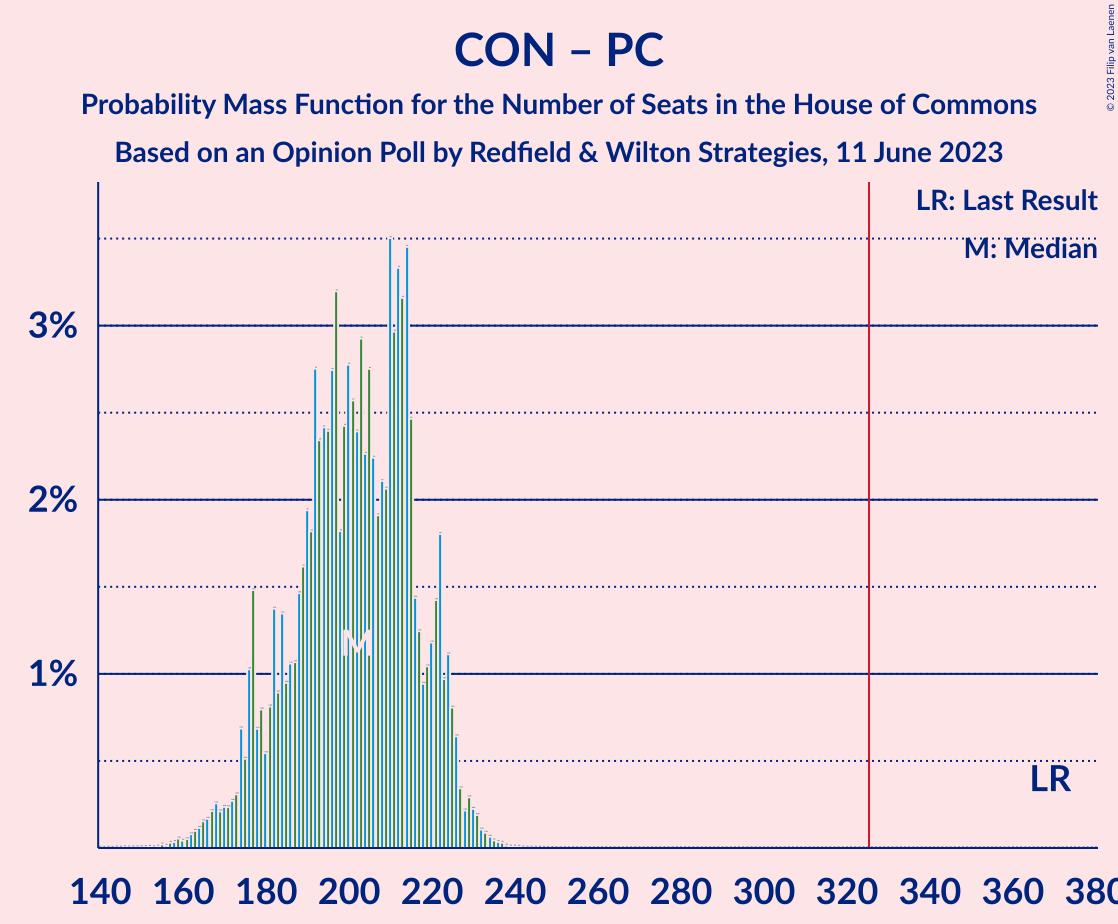 CON – PC
Probability Mass Function for the Number of Seats in the House of Commons
Based on an Opinion Poll by Redfield & Wilton Strategies, 11 June 2023
© 2023 Filip van Laenen
LR: Last Result
M: Median
3%
2%
1%
M
LR
140 160 180 200 220 240 260 280 300 320 340 360 380